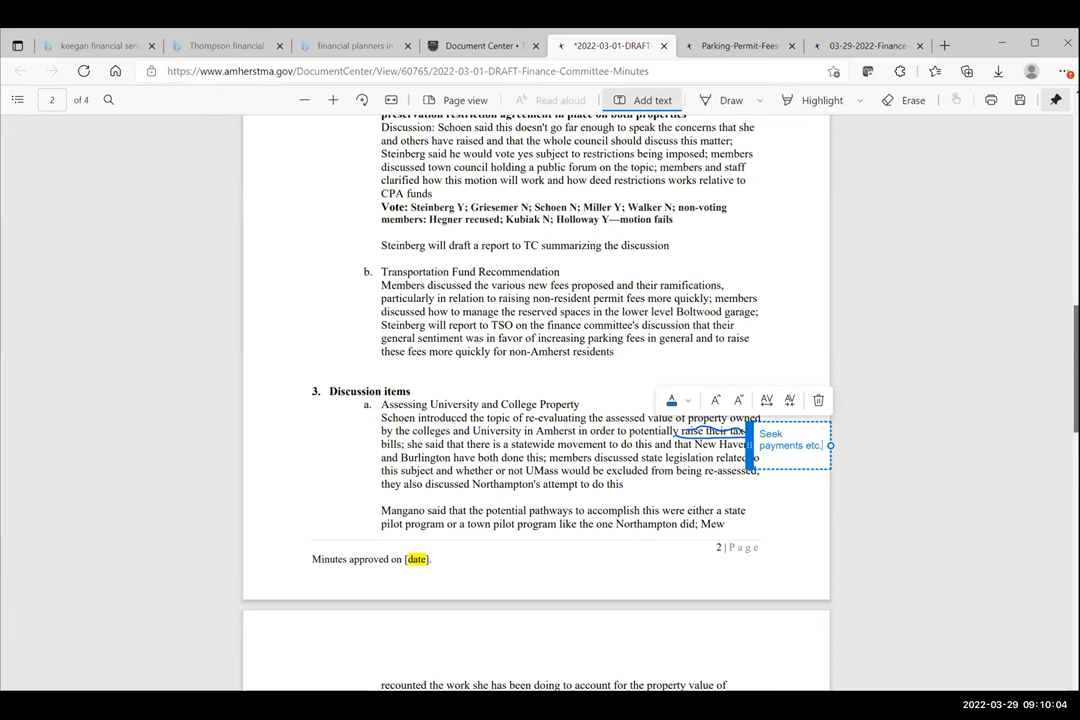 keegan financial serv
Thompson financial
financial planners in
Document Center • T
*2022-03-01-DRAFT-
Parking-Permit-Fees-
03-29-2022-Finance
https://www.amherstma.gov/DocumentCenter/View/60765/2022-03-01-DRAFT-Finance-Committee-Minutes
2 of 4
Page view
Read aloud
Add text
Draw
Highlight
Erase
preservation restriction agreement in place on both properties
Discussion: Schoen said this doesn't go far enough to speak the concerns that she
and others have raised and that the whole council should discuss this matter;
Steinberg said he would vote yes subject to restrictions being imposed; members
discussed town council holding a public forum on the topic; members and staff
clarified how this motion will work and how deed restrictions works relative to
CPA funds
Vote: Steinberg Y; Griesemer N; Schoen N; Miller Y; Walker N; non-voting
members: Hegner recused; Kubiak N; Holloway Y—motion fails
Steinberg will draft a report to TC summarizing the discussion
b. Transportation Fund Recommendation
Members discussed the various new fees proposed and their ramifications,
particularly in relation to raising non-resident permit fees more quickly; members
discussed how to manage the reserved spaces in the lower level Boltwood garage;
Steinberg will report to TSO on the finance committee's discussion that their
general sentiment was in favor of increasing parking fees in general and to raise
these fees more quickly for non-Amherst residents
3. Discussion items
a. Assessing University and College Property
Schoen introduced the topic of re-evaluating the assessed value of property owned
by the colleges and University in Amherst in order to potentially raise their tax
bills; she said that there is a statewide movement to do this and that New Haven
and Burlington have both done this; members discussed state legislation related to
this subject and whether or not UMass would be excluded from being re-assessed;
they also discussed Northampton's attempt to do this
Seek
payments etc.
Mangano said that the potential pathways to accomplish this were either a state
pilot program or a town pilot program like the one Northampton did; Mew
2 | P a g e
Minutes approved on [date].
recounted the work she has been doing to account for the property value of
2022-03-29 09:10:04